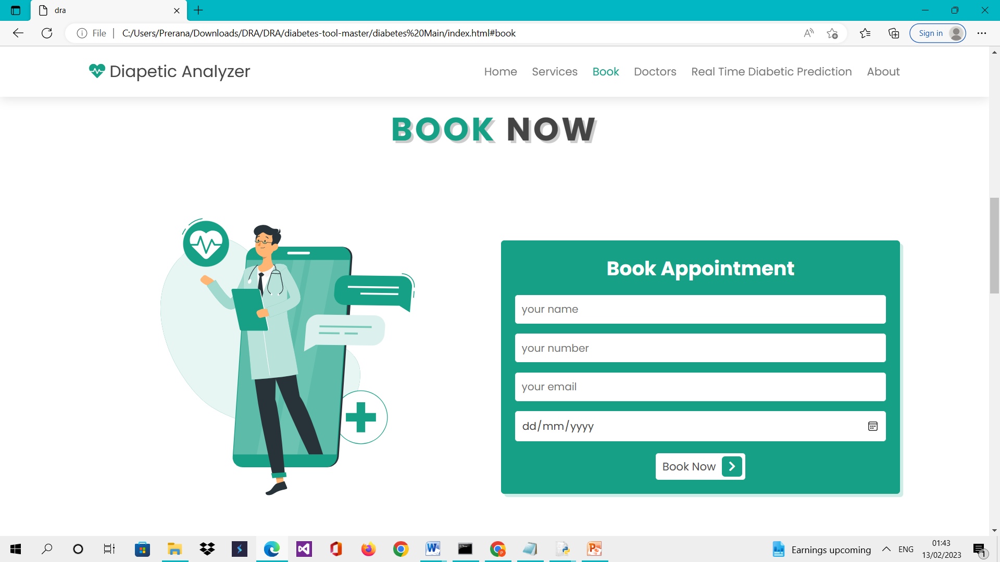 dra
File
C:/Users/Prerana/Downloads/DRA/DRA/diabetes-tool-master/diabetes%20Main/index.html#book
Sign in
Diapetic Analyzer
Home Services Book Doctors Real Time Diabetic Prediction About
BOOK NOW
Book Appointment
your name
your number
your email
dd/mm/yyyy
Book Now
Earnings upcoming
ENG
01:43
13/02/2023
1